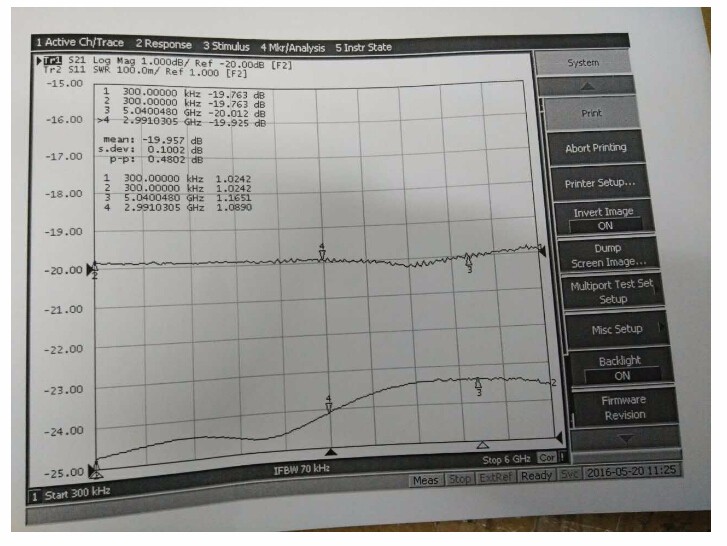 1 Active Ch/Trace 2 Response 3 Stimulus 4 Mkr/Analysis 5 Instr State
Tr1 S21 Log Mag 1.000dB/ Ref -20.00dB [F2]
Tr2 S11 SWR 100.0m/ Ref 1.000 [F2]
-15.00
1 300.00000 kHz -19.763 dB
2 300.00000 kHz -19.763 dB
3 5.0400480 GHz -20.012 dB
>4 2.9910305 GHz -19.925 dB
-16.00
mean: -19.957 dB
s.dev: 0.1002 dB
p-p: 0.4802 dB
-17.00
1 300.00000 kHz 1.0242
2 300.00000 kHz 1.0242
3 5.0400480 GHz 1.1651
4 2.9910305 GHz 1.0890
-18.00
-19.00
4
-20.00
2
3
-21.00
-22.00
-23.00
4
3
2
-24.00
-25.00
IFBW 70 kHz
1 Start 300 kHz
Stop 6 GHz Cor !
Meas Stop ExtRef Ready Svc 2016-05-20 11:25
System
Print
Abort Printing
Printer Setup...
Invert Image
ON
Dump
Screen Image...
Multiport Test Set
Setup
Misc Setup
Backlight
ON
Firmware
Revision